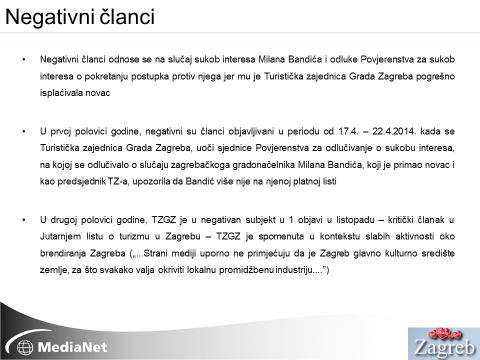 Negativni članci
• Negativni članci odnose se na slučaj sukob interesa Milana Bandića i odluke Povjerenstva za sukob
interesa o pokretanju postupka protiv njega jer mu je Turistička zajednica Grada Zagreba pogrešno
isplaćivala novac
• U prvoj polovici godine, negativni su članci objavljivani u periodu od 17.4. – 22.4.2014. kada se
Turistička zajednica Grada Zagreba, uoči sjednice Povjerenstva za odlučivanje o sukobu interesa,
na kojoj se odlučivalo o slučaju zagrebačkoga gradonačelnika Milana Bandića, koji je primao novac i
kao predsjednik TZ-a, upozorila da Bandić više nije na njenoj platnoj listi
• U drugoj polovici godine, TZGZ je u negativan subjekt u 1 objavi u listopadu – kritički članak u
Jutarnjem listu o turizmu u Zagrebu – TZGZ je spomenuta u kontekstu slabih aktivnosti oko
brendiranja Zagreba („...Strani mediji uporno ne primjećuju da je Zagreb glavno kulturno središte
zemlje, za što svakako valja okriviti lokalnu promidžbenu industriju....”)
MediaNet
Zagreb